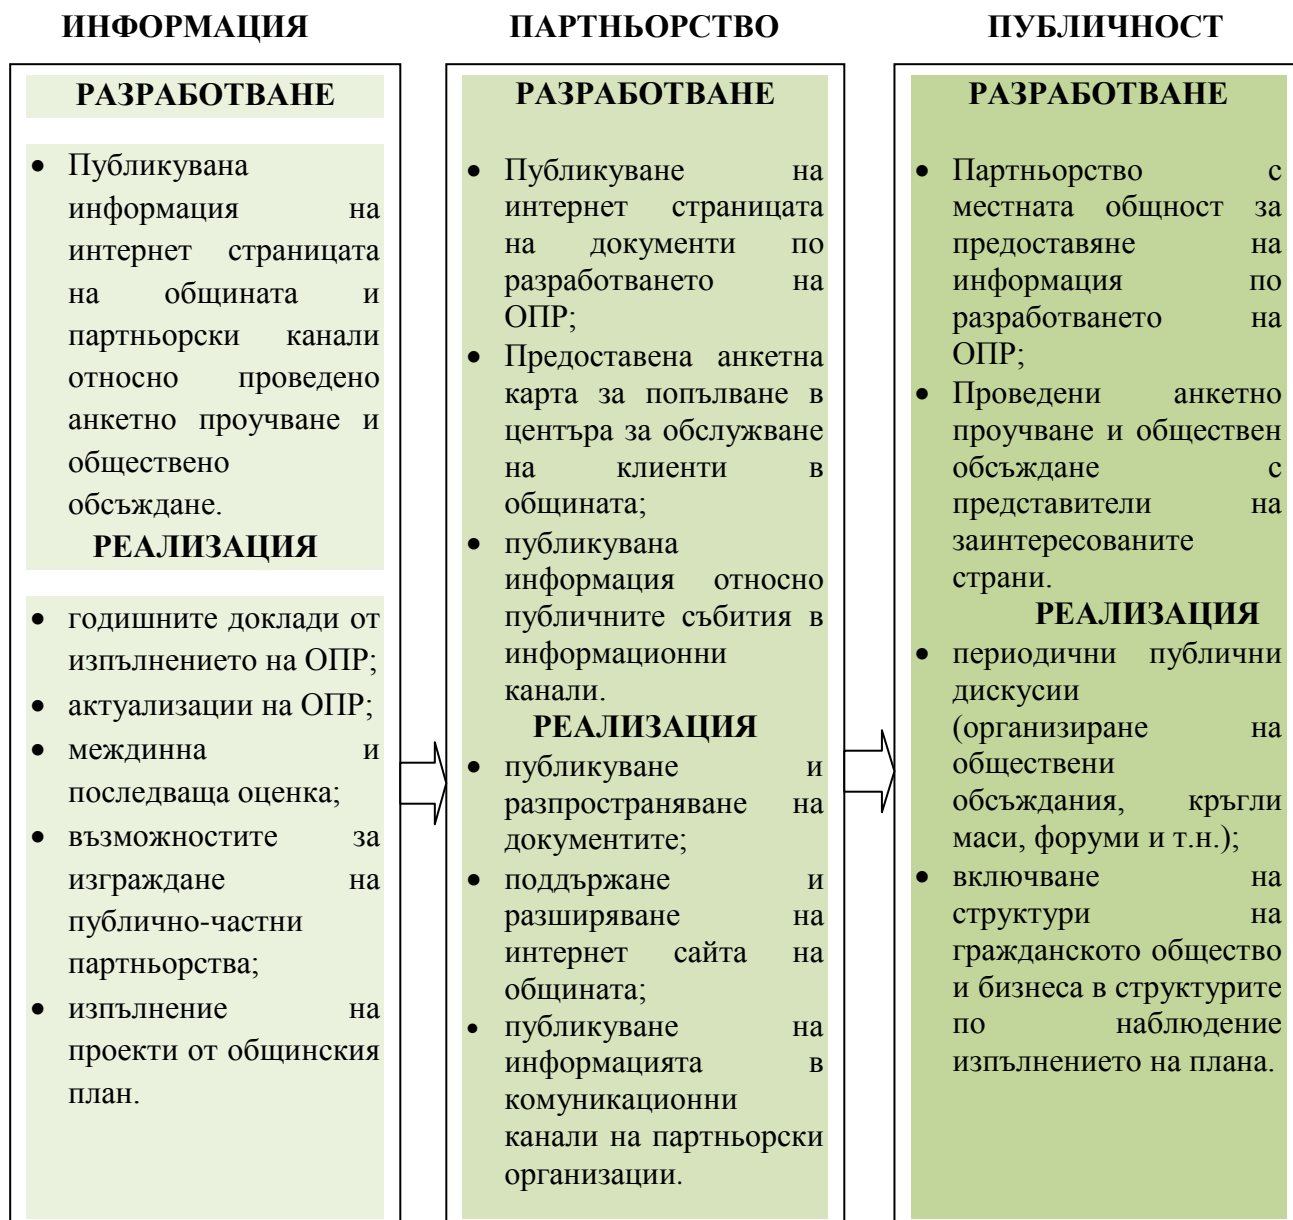 ИНФОРМАЦИЯ
РАЗРАБОТВАНЕ
• Публикувана
информация на
интернет страницата
на общината и
партньорски канали
относно проведено
анкетно проучване и
обществено
обсъждане.
РЕАЛИЗАЦИЯ
• годишните доклади от
изпълнението на ОПР;
• актуализации на ОПР;
• междинна и
последваща оценка;
• възможностите за
изграждане на
публично-частни
партньорства;
• изпълнение на
проекти от общинския
план.
ПАРТНЬОРСТВО
РАЗРАБОТВАНЕ
• Публикуване на
интернет страницата
на документи по
разработването на
ОПР;
• Предоставена анкетна
карта за попълване в
центъра за обслужване
на клиенти в
общината;
• публикувана
информация относно
публичните събития в
информационни
канали.
РЕАЛИЗАЦИЯ
• публикуване и
разпространяване на
документите;
• поддържане и
разширяване на
интернет сайта на
общината;
• публикуване на
информацията в
комуникационни
канали на партньорски
организации.
ПУБЛИЧНОСТ
РАЗРАБОТВАНЕ
• Партньорство с
местната общност за
предоставяне на
информация по
разработването на
ОПР;
• Проведени анкетно
проучване и обществен
обсъждане с
представители на
заинтересованите
страни.
РЕАЛИЗАЦИЯ
• периодични публични
дискусии
(организиране на
обществени
обсъждания, кръгли
маси, форуми и т.н.);
• включване на
структури на
гражданското общество
и бизнеса в структурите
по наблюдение
изпълнението на плана.